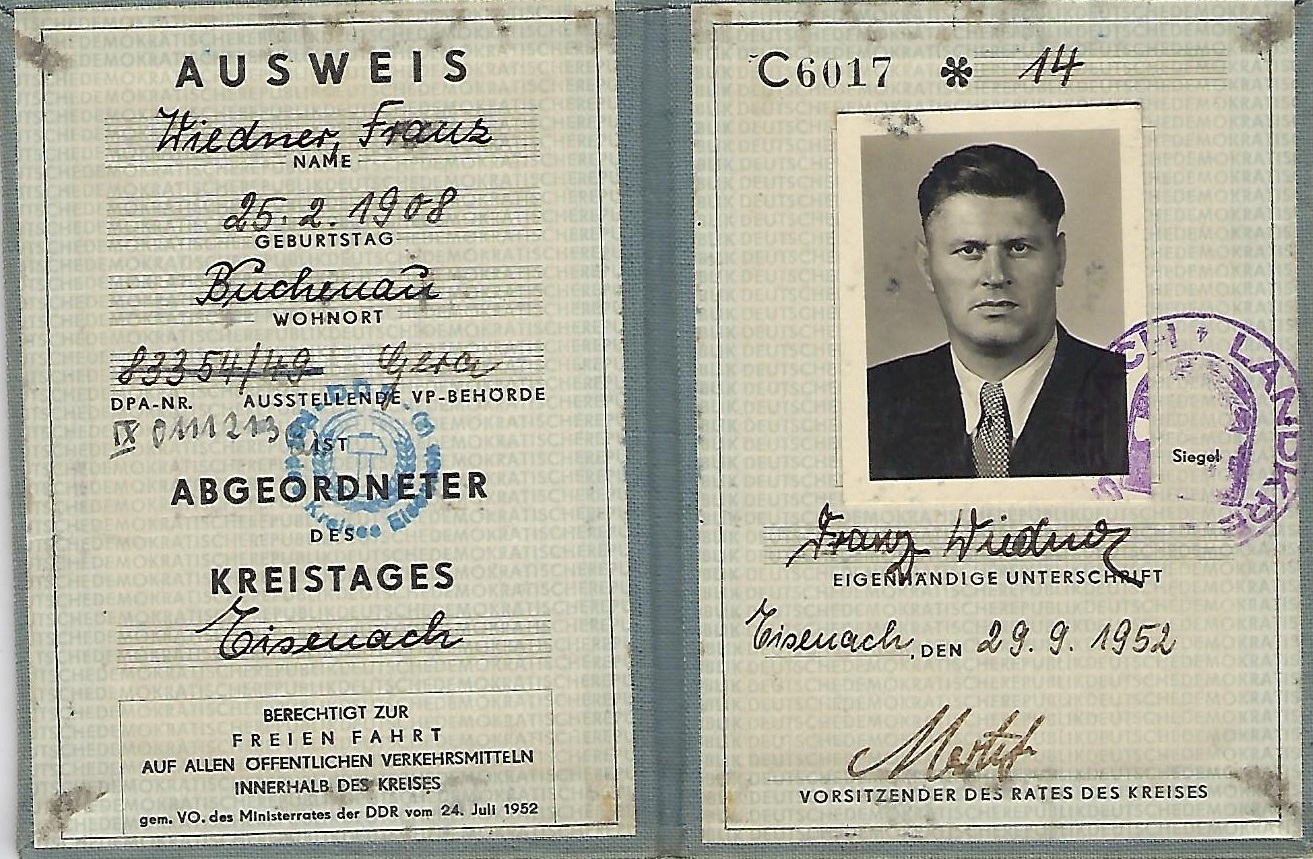 AUSWEIS
Wiedner, Franz
NAME
25. 2. 1908
GEBURTSTAG
Buchenau
WOHNORT
83354/49 Gera
DPA-NR. AUSSTELLENDE VP-BEHÖRDE
IX 0111213
IST
ABGEORDNETER
DES
KREISTAGES
Eisenach
BERECHTIGT ZUR
FREIEN FAHRT
AUF ALLEN ÖFFENTLICHEN VERKEHRSMITTELN
INNERHALB DES KREISES
gem. VO. des Ministerrates der DDR vom 24. Juli 1952
C6017 * 14
Siegel
Franz Wiedner
EIGENHÄNDIGE UNTERSCHRIFT
Eisenach, DEN 29. 9. 1952
VORSITZENDER DES RATES DES KREISES